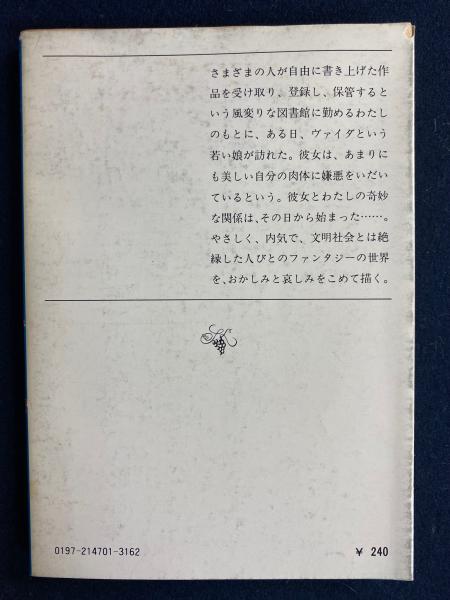 さまざまの人が自由に書き上げた作
品を受け取り、登録し、保管すると
いう風変りな図書館に勤めるわたし
のもとに、ある日、ヴァイダという
若い娘が訪れた。彼女は、あまりに
も美しい自分の肉体に嫌悪をいだい
ているという。彼女とわたしの奇妙
な関係は、その日から始まった……。
やさしく、内気で、文明社会とは絶
縁した人びとのファンタジーの世界
を、おかしみと哀しみをこめて描く。
0197-214701-3162
￥ 240